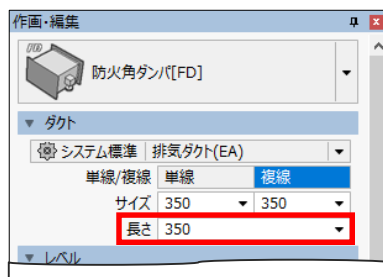 作画・編集
FD
防火角ダンパ[FD]
ダクト
システム標準 排気ダクト(EA)
単線/複線 単線 複線
サイズ 350 350
長さ 350
レベル